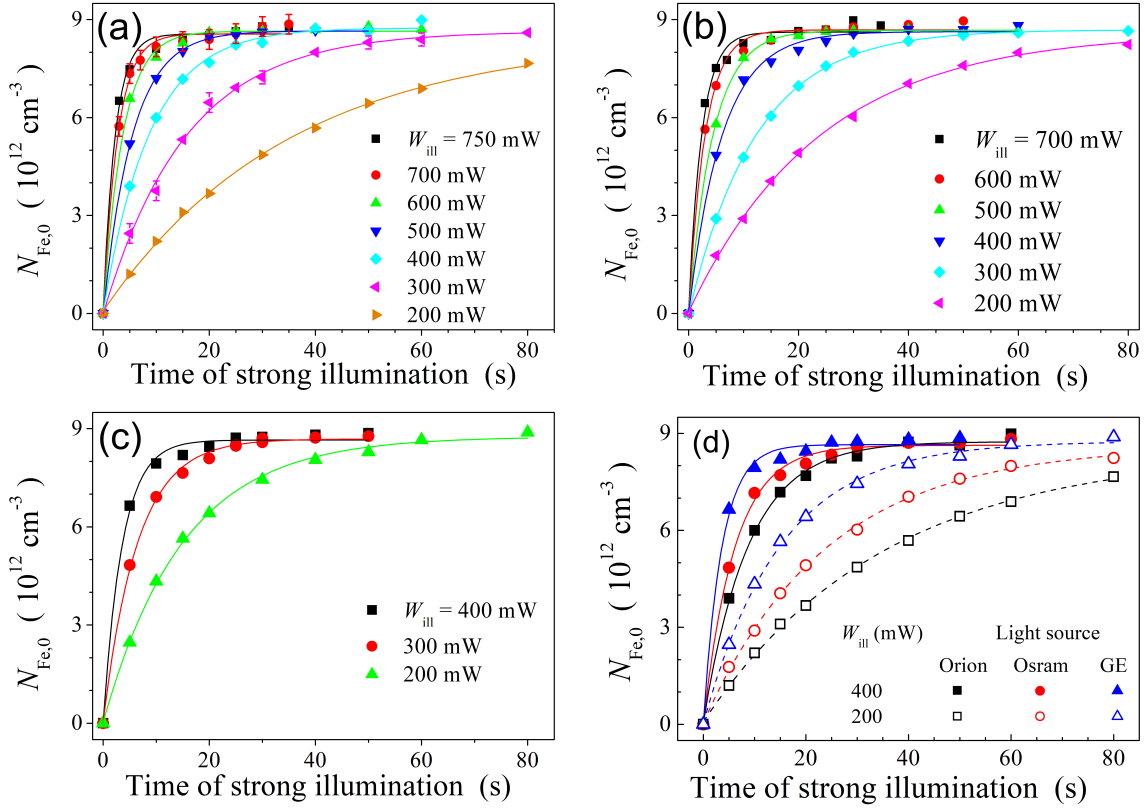 (a)
9
6
3
0
N_Fe,0 ( 10^12 cm^-3)
W_ill = 750 mW
700 mW
600 mW
500 mW
400 mW
300 mW
200 mW
0 20 40 60 80
Time of strong illumination (s)
(b)
9
6
3
0
N_Fe,0 ( 10^12 cm^-3)
W_ill = 700 mW
600 mW
500 mW
400 mW
300 mW
200 mW
0 20 40 60 80
Time of strong illumination (s)
(c)
9
6
3
0
N_Fe,0 ( 10^12 cm^-3)
W_ill = 400 mW
300 mW
200 mW
0 20 40 60 80
Time of strong illumination (s)
(d)
9
6
3
0
N_Fe,0 ( 10^12 cm^-3)
W_ill (mW) Light source
Orion Osram GE
400
200
0 20 40 60 80
Time of strong illumination (s)